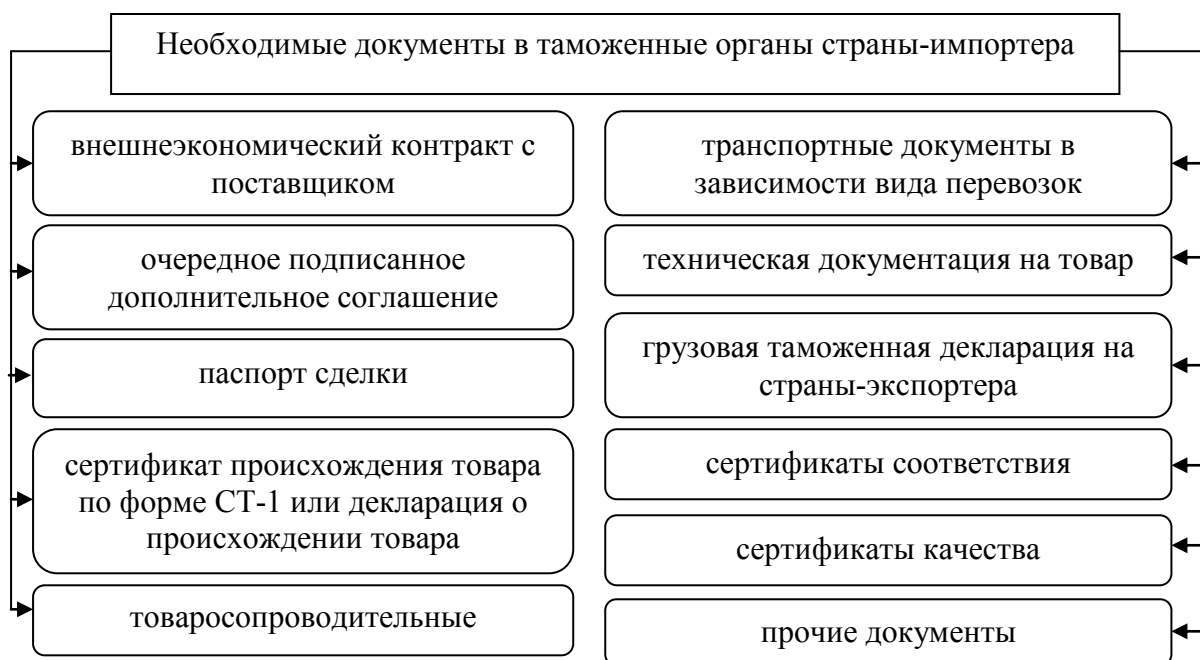 Необходимые документы в таможенные органы страны-импортера
внешнеэкономический контракт с
поставщиком
очередное подписанное
дополнительное соглашение
паспорт сделки
сертификат происхождения товара
по форме СТ-1 или декларация о
происхождении товара
товаросопроводительные
транспортные документы в
зависимости вида перевозок
техническая документация на товар
грузовая таможенная декларация на
страны-экспортера
сертификаты соответствия
сертификаты качества
прочие документы